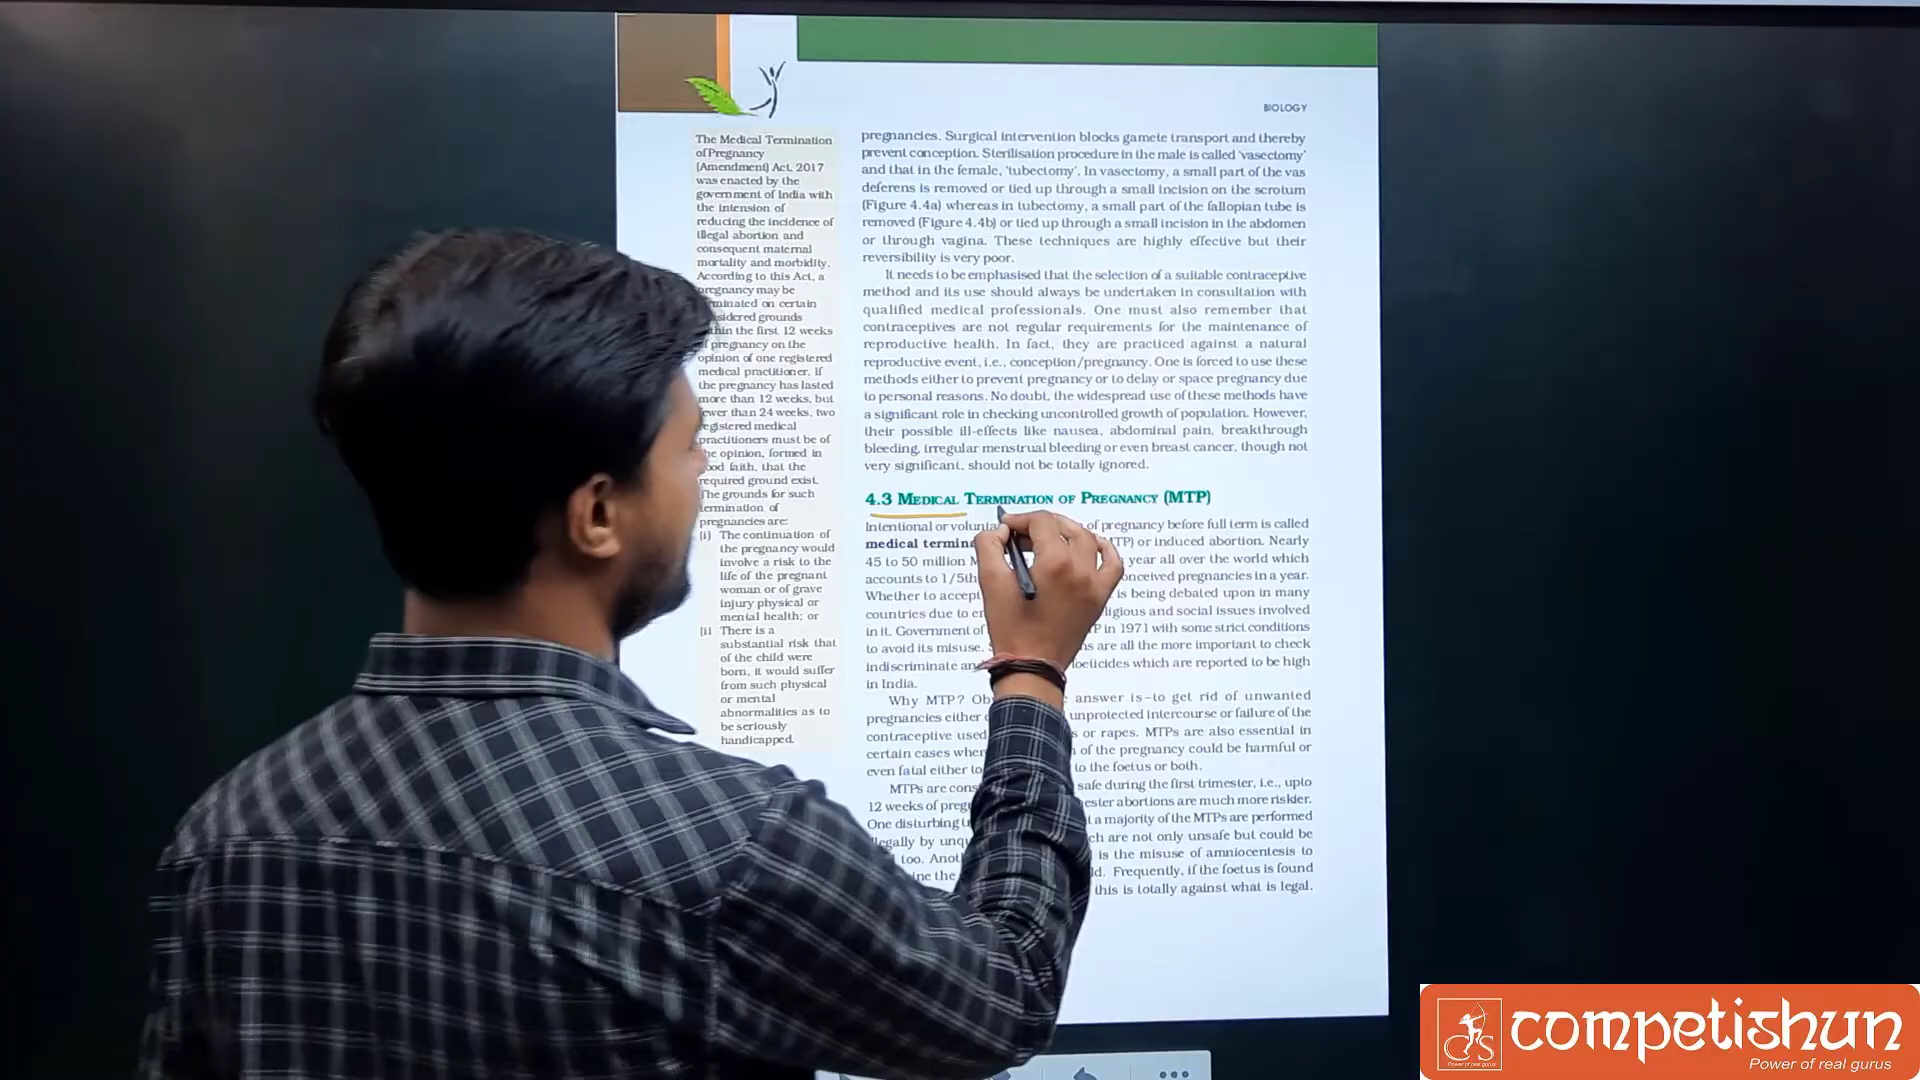 BIOLOGY
The Medical Termination
of Pregnancy
(Amendment) Act, 2017
was enacted by the
government of India with
the intension of
reducing the incidence of
illegal abortion and
consequent maternal
mortality and morbidity.
According to this Act, a
pregnancy may be
minated on certain
sidered grounds
thin the first 12 weeks
f pregnancy on the
opinion of one registered
medical practitioner. If
the pregnancy has lasted
more than 12 weeks, but
fewer than 24 weeks, two
registered medical
practitioners must be of
he opinion, formed in
ood faith, that the
required ground exist.
The grounds for such
termination of
pregnancies are:
(i) The continuation of
the pregnancy would
involve a risk to the
life of the pregnant
woman or of grave
injury physical or
mental health; or
(ii There is a
substantial risk that
of the child were
born, it would suffer
from such physical
or mental
abnormalities as to
be seriously
handicapped.
pregnancies. Surgical intervention blocks gamete transport and thereby
prevent conception. Sterilisation procedure in the male is called ‘vasectomy’
and that in the female, ‘tubectomy’. In vasectomy, a small part of the vas
deferens is removed or tied up through a small incision on the scrotum
(Figure 4.4a) whereas in tubectomy, a small part of the fallopian tube is
removed (Figure 4.4b) or tied up through a small incision in the abdomen
or through vagina. These techniques are highly effective but their
reversibility is very poor.
It needs to be emphasised that the selection of a suitable contraceptive
method and its use should always be undertaken in consultation with
qualified medical professionals. One must also remember that
contraceptives are not regular requirements for the maintenance of
reproductive health. In fact, they are practiced against a natural
reproductive event, i.e., conception/pregnancy. One is forced to use these
methods either to prevent pregnancy or to delay or space pregnancy due
to personal reasons. No doubt, the widespread use of these methods have
a significant role in checking uncontrolled growth of population. However,
their possible ill-effects like nausea, abdominal pain, breakthrough
bleeding, irregular menstrual bleeding or even breast cancer, though not
very significant, should not be totally ignored.
4.3 MEDICAL TERMINATION OF PREGNANCY (MTP)
Intentional or volunta of pregnancy before full term is called
medical termina MTP) or induced abortion. Nearly
45 to 50 million M year all over the world which
accounts to 1/5th onceived pregnancies in a year.
Whether to accept is being debated upon in many
countries due to e ligious and social issues involved
in it. Government of P in 1971 with some strict conditions
to avoid its misuse. S ns are all the more important to check
indiscriminate an foeticides which are reported to be high
in India.
Why MTP? Ob answer is–to get rid of unwanted
pregnancies either unprotected intercourse or failure of the
contraceptive used s or rapes. MTPs are also essential in
certain cases wher of the pregnancy could be harmful or
even fatal either to to the foetus or both.
MTPs are cons safe during the first trimester, i.e., upto
12 weeks of preg ester abortions are much more riskier.
One disturbing t a majority of the MTPs are performed
llegally by unqu ch are not only unsafe but could be
too. Anot is the misuse of amniocentesis to
ine the ld. Frequently, if the foetus is found
this is totally against what is legal.
competishun
Power of real gurus
CS
Power of real gurus